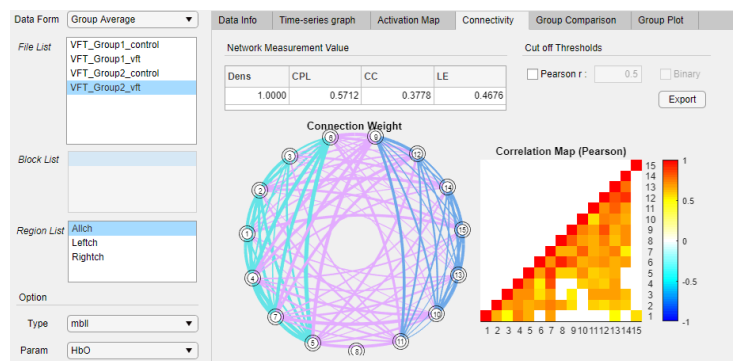 Data Form Group Average
File List
VFT_Group1_control
VFT_Group1_vft
VFT_Group2_control
VFT_Group2_vft
Block List
Region List
Allch
Leftch
Rightch
Option
Type mbll
Param HbO
Data Info Time-series graph Activation Map Connectivity Group Comparison Group Plot
Network Measurement Value
Dens CPL CC LE
1.0000 0.5712 0.3778 0.4676
Cut off Thresholds
Pearson r : 0.5 Binary
Export
Connection Weight
6 9
3 12
2 14
1 15
4 13
7 10
5 8 11
Correlation Map (Pearson)
15
14
13
12
11
10
9
8
7
6
5
4
3
2
1
1 2 3 4 5 6 7 8 9 10 11 12 13 14 15
1
0.5
0
-0.5
-1